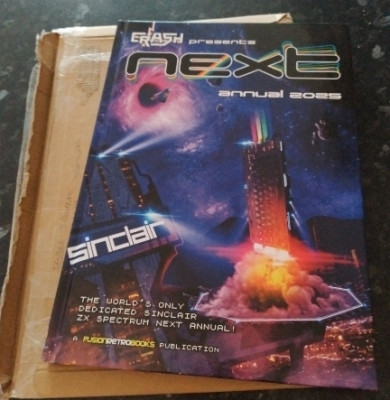 CRASH presents
next
annual 2025
sinclair
THE WORLD'S ONLY
DEDICATED SINCLAIR
ZX SPECTRUM NEXT ANNUAL!
A FUSIONRETROBOOKS PUBLICATION